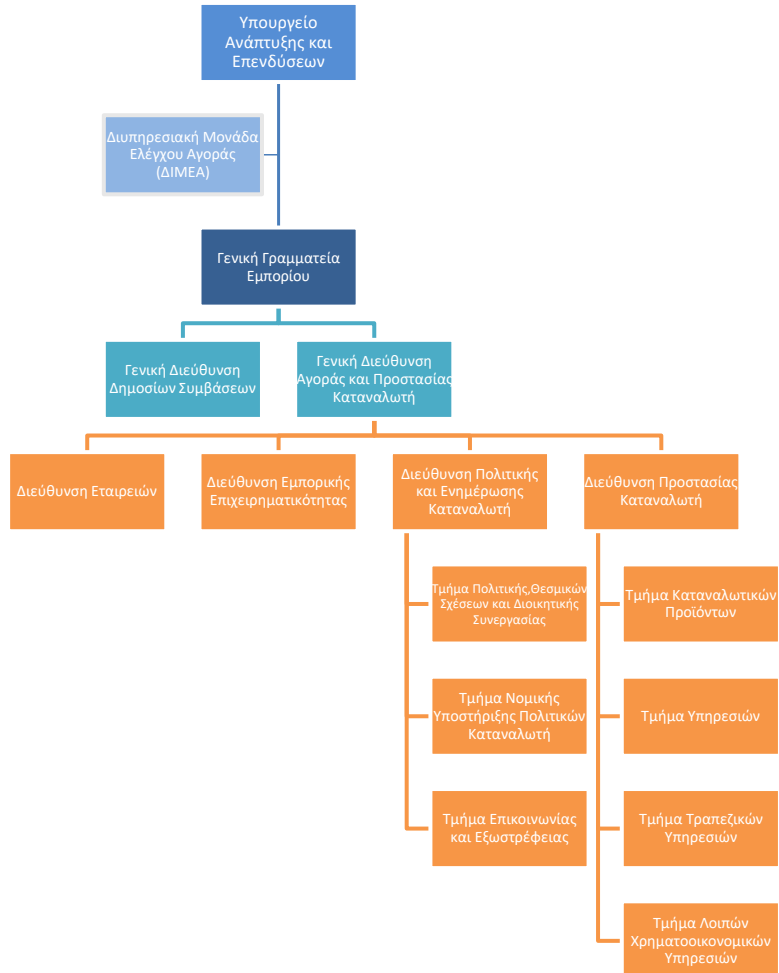 Υπουργείο
Ανάπτυξης και
Επενδύσεων
Διυπηρεσιακή Μονάδα
Ελέγχου Αγοράς
(ΔΙΜΕΑ)
Γενική Γραμματεία
Εμπορίου
Γενική Διεύθυνση
Δημοσίων Συμβάσεων
Γενική Διεύθυνση
Αγοράς και Προστασίας
Καταναλωτή
Διεύθυνση Εταιρειών
Διεύθυνση Εμπορικής
Επιχειρηματικότητας
Διεύθυνση Πολιτικής
και Ενημέρωσης
Καταναλωτή
Διεύθυνση Προστασίας
Καταναλωτή
Τμήμα Πολιτικής,Θεσμικών
Σχέσεων και Διοικητικής
Συνεργασίας
Τμήμα Νομικής
Υποστήριξης Πολιτικών
Καταναλωτή
Τμήμα Επικοινωνίας
και Εξωστρέφειας
Τμήμα Καταναλωτικών
Προϊόντων
Τμήμα Υπηρεσιών
Τμήμα Τραπεζικών
Υπηρεσιών
Τμήμα Λοιπών
Χρηματοοικονομικών
Υπηρεσιών